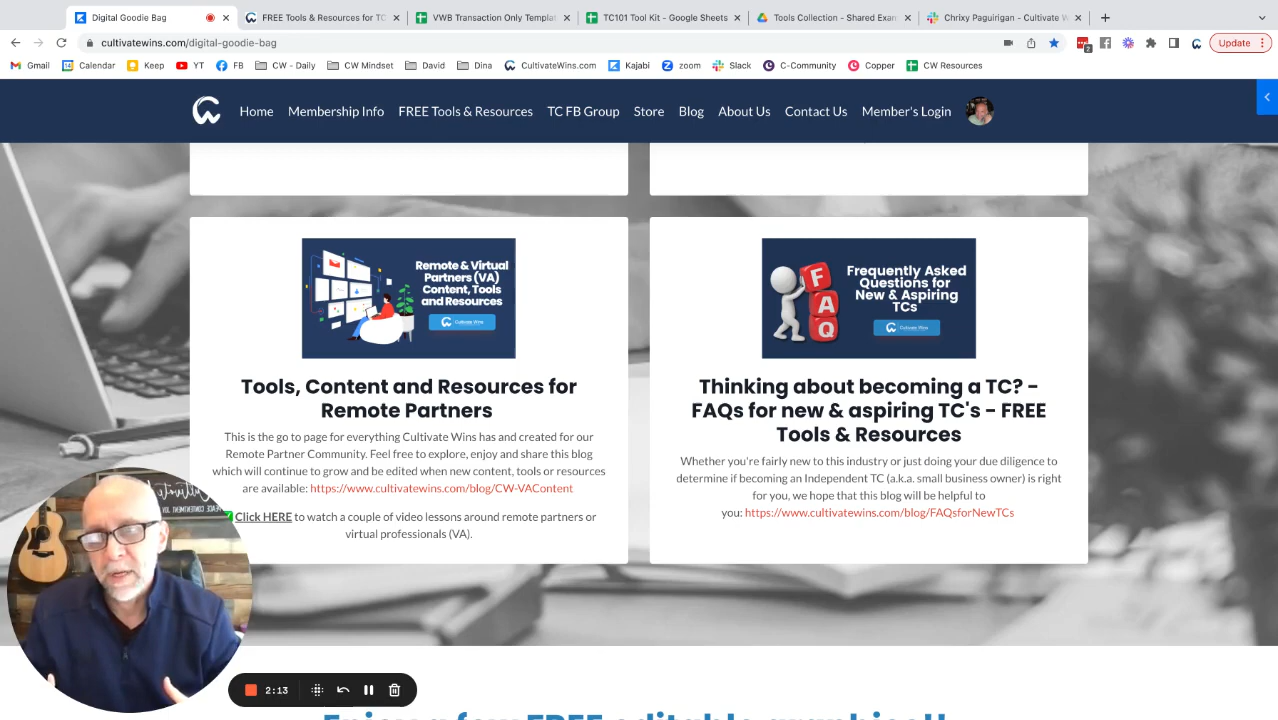 Digital Goodie Bag
FREE Tools & Resources for TC
VWB Transaction Only Templat
TC101 Tool Kit - Google Sheets
Tools Collection - Shared Exam
Chrixy Paguirigan - Cultivate W
cultivatewins.com/digital-goodie-bag
2
Update
Gmail
Calendar
Keep
YT
FB
CW - Daily
CW Mindset
David
Dina
CultivateWins.com
Kajabi
zoom
Slack
C-Community
Copper
CW Resources
Home
Membership Info
FREE Tools & Resources
TC FB Group
Store
Blog
About Us
Contact Us
Member's Login
Remote & Virtual
Partners (VA)
Content, Tools
and Resources
Cultivate Wins
Tools, Content and Resources for
Remote Partners
This is the go to page for everything Cultivate Wins has and created for our
Remote Partner Community. Feel free to explore, enjoy and share this blog
which will continue to grow and be edited when new content, tools or resources
are available: https://www.cultivatewins.com/blog/CW-VAContent
Click HERE to watch a couple of video lessons around remote partners or
virtual professionals (VA).
F
A
Q
Frequently Asked
Questions for
New & Aspiring
TCs
Cultivate Wins
Thinking about becoming a TC? -
FAQs for new & aspiring TC's - FREE
Tools & Resources
Whether you're fairly new to this industry or just doing your due diligence to
determine if becoming an Independent TC (a.k.a. small business owner) is right
for you, we hope that this blog will be helpful to
you: https://www.cultivatewins.com/blog/FAQsforNewTCs
2:13